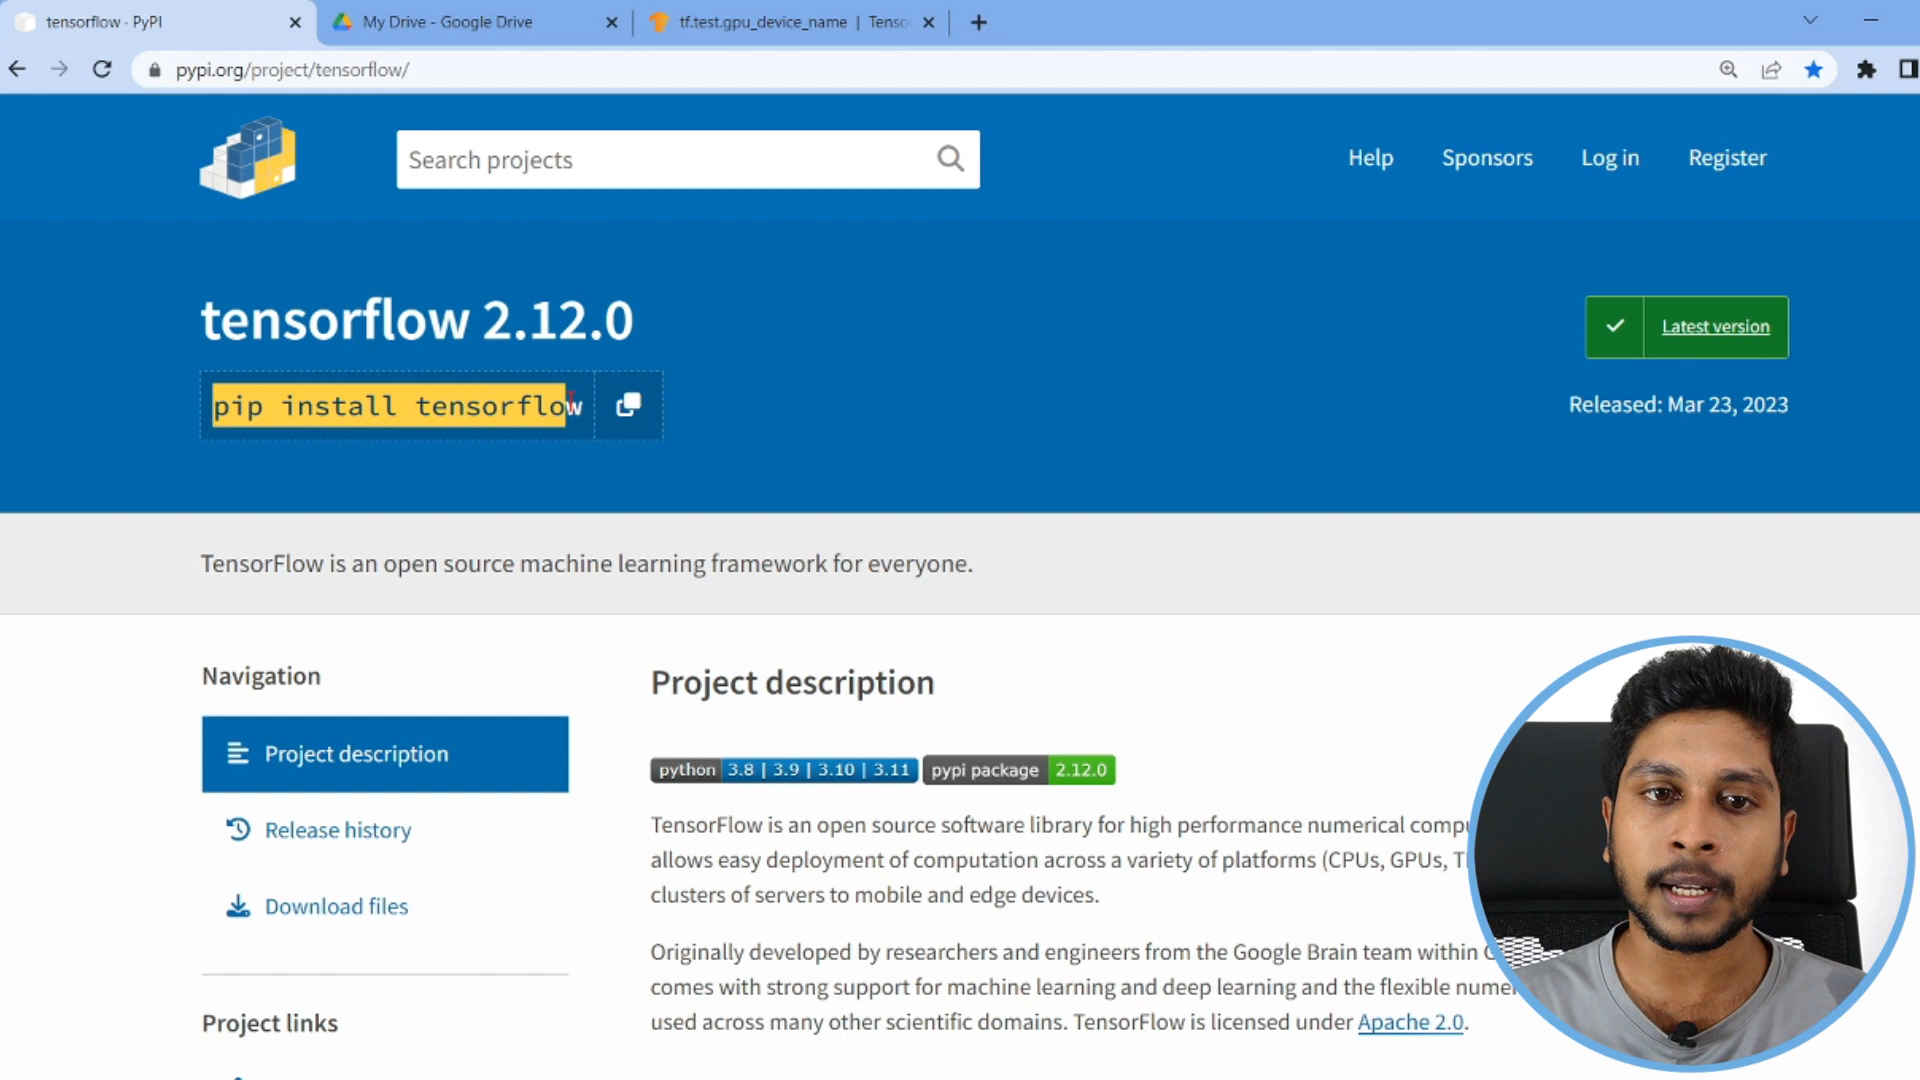 tensorflow · PyPI
My Drive - Google Drive
tf.test.gpu_device_name | Tenso
pypi.org/project/tensorflow/
Search projects
Help
Sponsors
Log in
Register
tensorflow 2.12.0
Latest version
pip install tensorflow
Released: Mar 23, 2023
TensorFlow is an open source machine learning framework for everyone.
Navigation
Project description
Release history
Download files
Project links
Project description
python 3.8 | 3.9 | 3.10 | 3.11 pypi package 2.12.0
TensorFlow is an open source software library for high performance numerical compu
allows easy deployment of computation across a variety of platforms (CPUs, GPUs, T
clusters of servers to mobile and edge devices.
Originally developed by researchers and engineers from the Google Brain team within
comes with strong support for machine learning and deep learning and the flexible numer
used across many other scientific domains. TensorFlow is licensed under Apache 2.0.